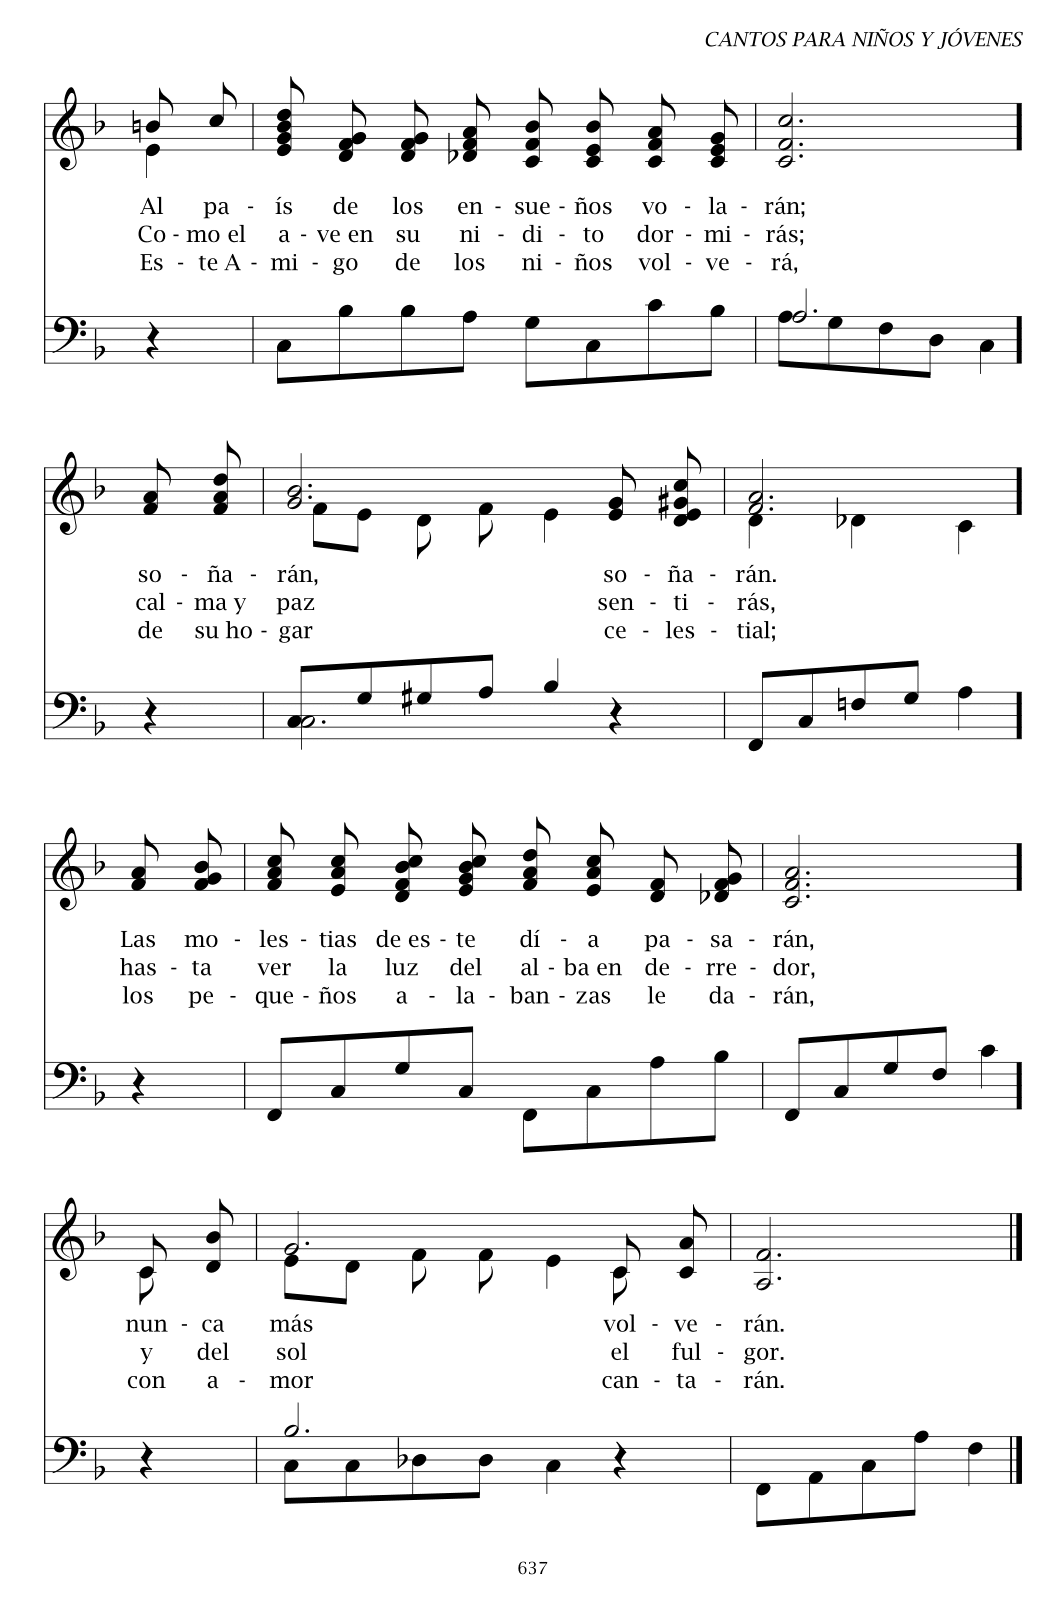 CANTOS PARA NIÑOS Y JÓVENES
Al pa - ís de los en - sue - ños vo - la - rán;
Co - mo el a - ve en su ni - di - to dor - mi - rás;
Es - te A - mi - go de los ni - ños vol - ve - rá,
so - ña - rán, so - ña - rán.
cal - ma y paz sen - ti - rás,
de su ho - gar ce - les - tial;
Las mo - les - tias de es - te dí - a pa - sa - rán,
has - ta ver la luz del al - ba en de - rre - dor,
los pe - que - ños a - la - ban - zas le da - rán,
nun - ca más vol - ve - rán.
y del sol el ful - gor.
con a - mor can - ta - rán.
637